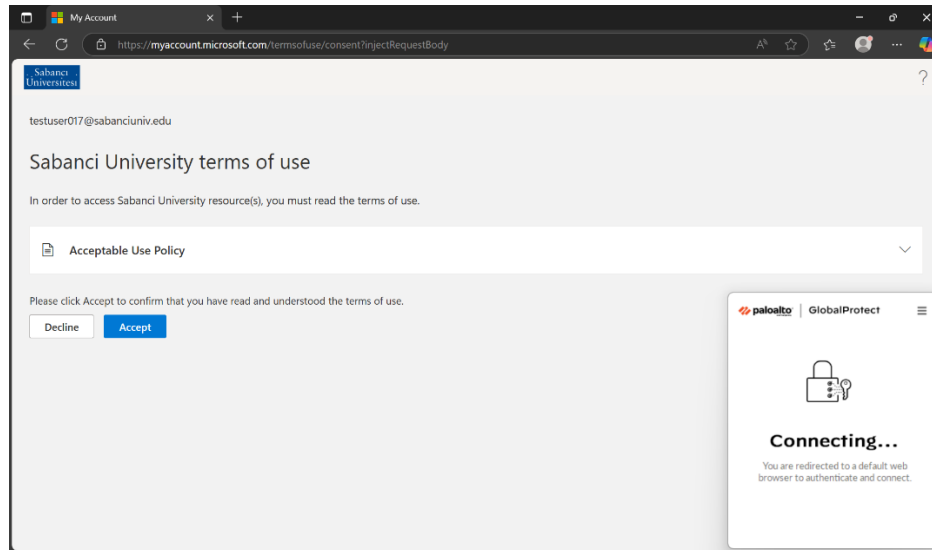 My Account
https://myaccount.microsoft.com/termsofuse/consent?injectRequestBody
Sabancı
Üniversitesi
testuser017@sabanciuniv.edu
Sabanci University terms of use
In order to access Sabanci University resource(s), you must read the terms of use.
Acceptable Use Policy
Please click Accept to confirm that you have read and understood the terms of use.
Decline
Accept
paloalto
GlobalProtect
Connecting...
You are redirected to a default web
browser to authenticate and connect.